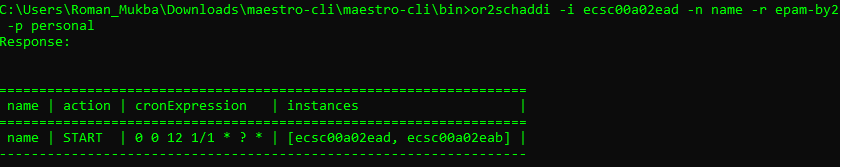 C:\Users\Roman_Mukba\Downloads\maestro-cli\maestro-cli\bin>or2schaddi -i ecsc00a02ead -n name -r epam-by2
-p personal
Response:
==================================================================
name | action | cronExpression | instances |
==================================================================
name | START | 0 0 12 1/1 * ? * | [ecsc00a02ead, ecsc00a02eab] |
------------------------------------------------------------------